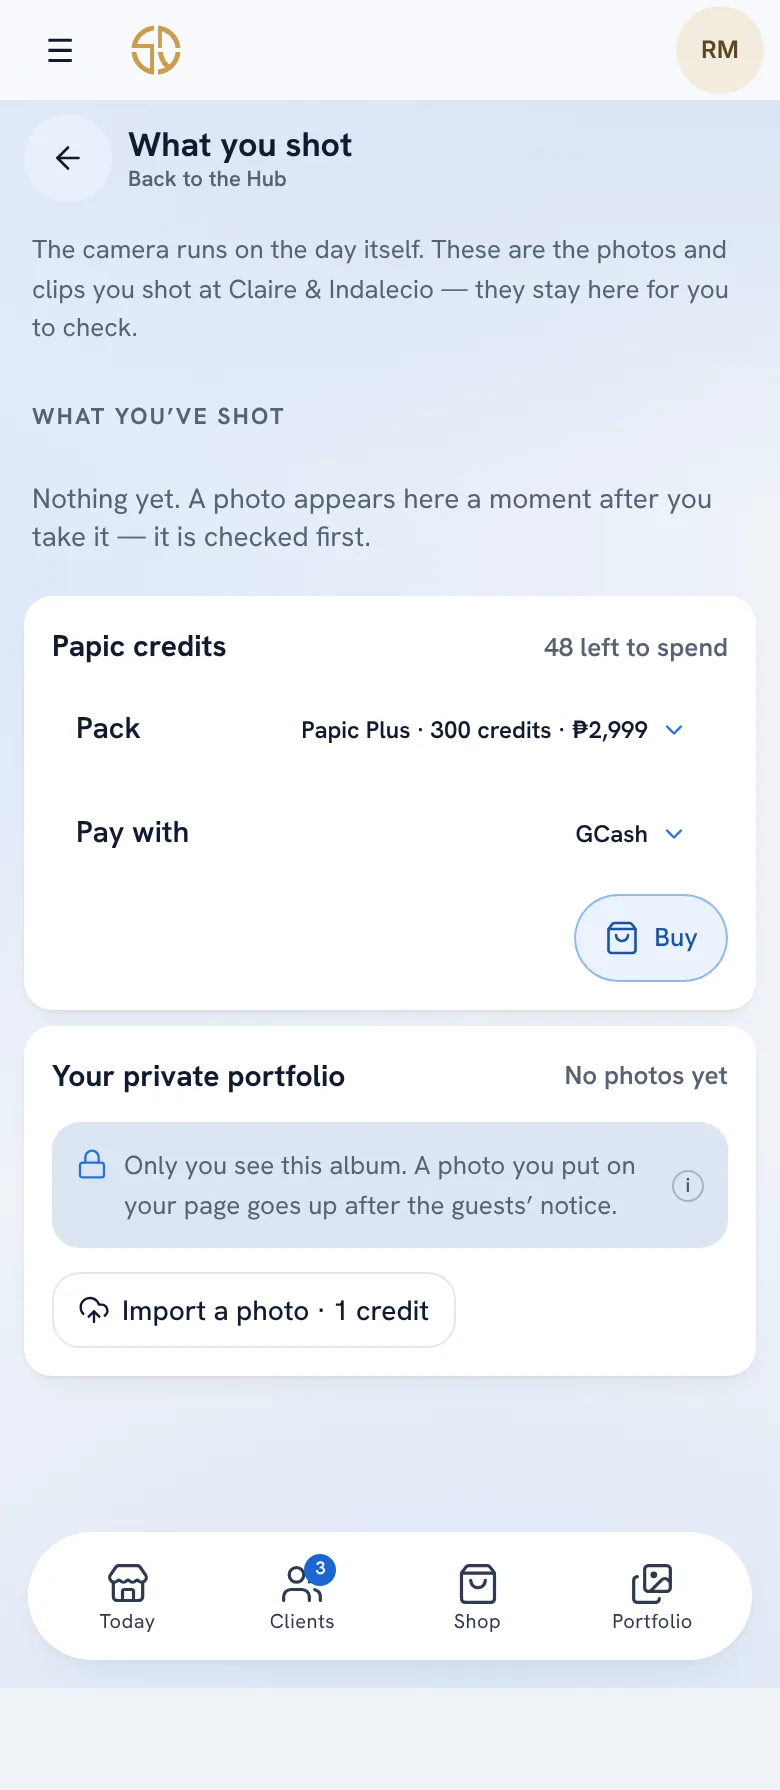 RM
What you shot
Back to the Hub
The camera runs on the day itself. These are the photos and
clips you shot at Claire & Indalecio — they stay here for you
to check.
WHAT YOU’VE SHOT
Nothing yet. A photo appears here a moment after you
take it — it is checked first.
Papic credits
48 left to spend
Pack
Papic Plus · 300 credits · ₱2,999
Pay with
GCash
Buy
Your private portfolio
No photos yet
Only you see this album. A photo you put on
your page goes up after the guests’ notice.
i
Import a photo · 1 credit
3
Today
Clients
Shop
Portfolio